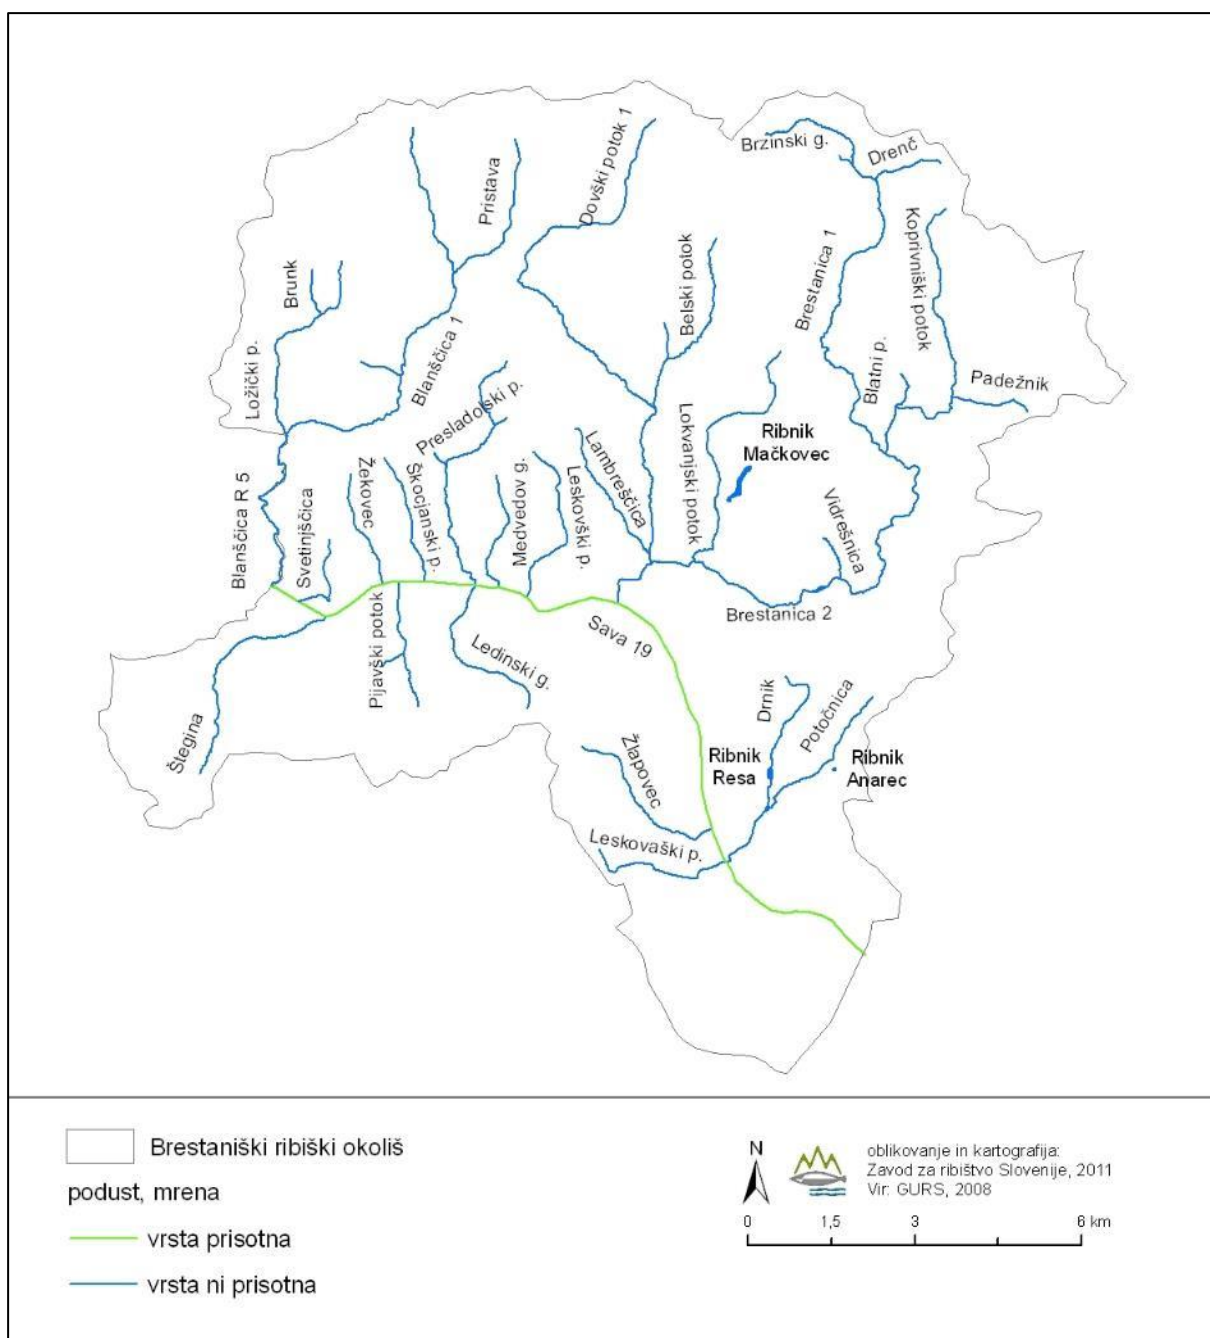 Brzinski g.
Drenč
Dovški potok 1
Pristava
Koprivniški potok
Brestanica 1
Belski potok
Brunk
Ložički p.
Blanščica 1
Blatni p.
Padežnik
Presladolski p.
Lokvanjski potok
Ribnik
Mačkovec
Lambreščica
Leskovški p.
Medvedov g.
Škocjanski p.
Žekovec
Blanščica R 5
Svetinjščica
Vidrešnica
Brestanica 2
Sava 19
Pijavški potok
Ledinski g.
Štegina
Drnik
Potočnica
Žlapovec
Ribnik
Resa
Ribnik
Anarec
Leskovaški p.
Brestaniški ribiški okoliš
podust, mrena
vrsta prisotna
vrsta ni prisotna
N
oblikovanje in kartografija:
Zavod za ribištvo Slovenije, 2011
Vir: GURS, 2008
0 1,5 3 6 km